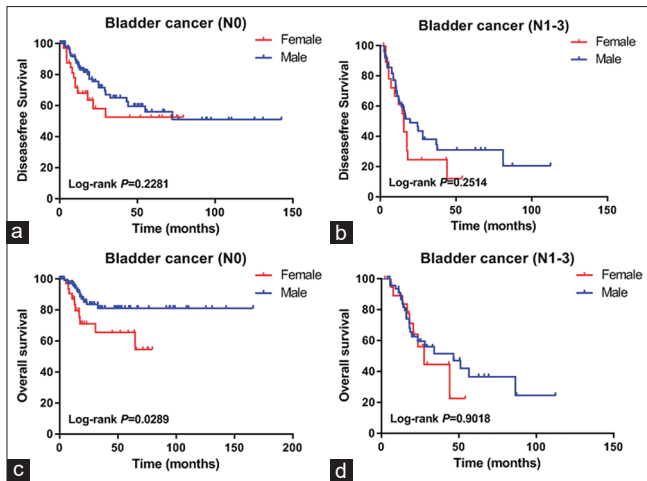 Bladder cancer (N0)
Female
Male
Diseasefree Survival
100
80
60
40
20
0
0
50
100
150
Log-rank P=0.2281
Time (months)
a
Bladder cancer (N1-3)
Female
Male
Diseasefree Survival
100
80
60
40
20
0
0
50
100
150
Log-rank P=0.2514
Time (months)
b
Bladder cancer (N0)
Female
Male
Overall survival
100
80
60
40
20
0
0
50
100
150
200
Log-rank P=0.0289
Time (months)
c
Bladder cancer (N1-3)
Female
Male
Overall survival
100
80
60
40
20
0
0
50
100
150
Log-rank P=0.9018
Time (months)
d